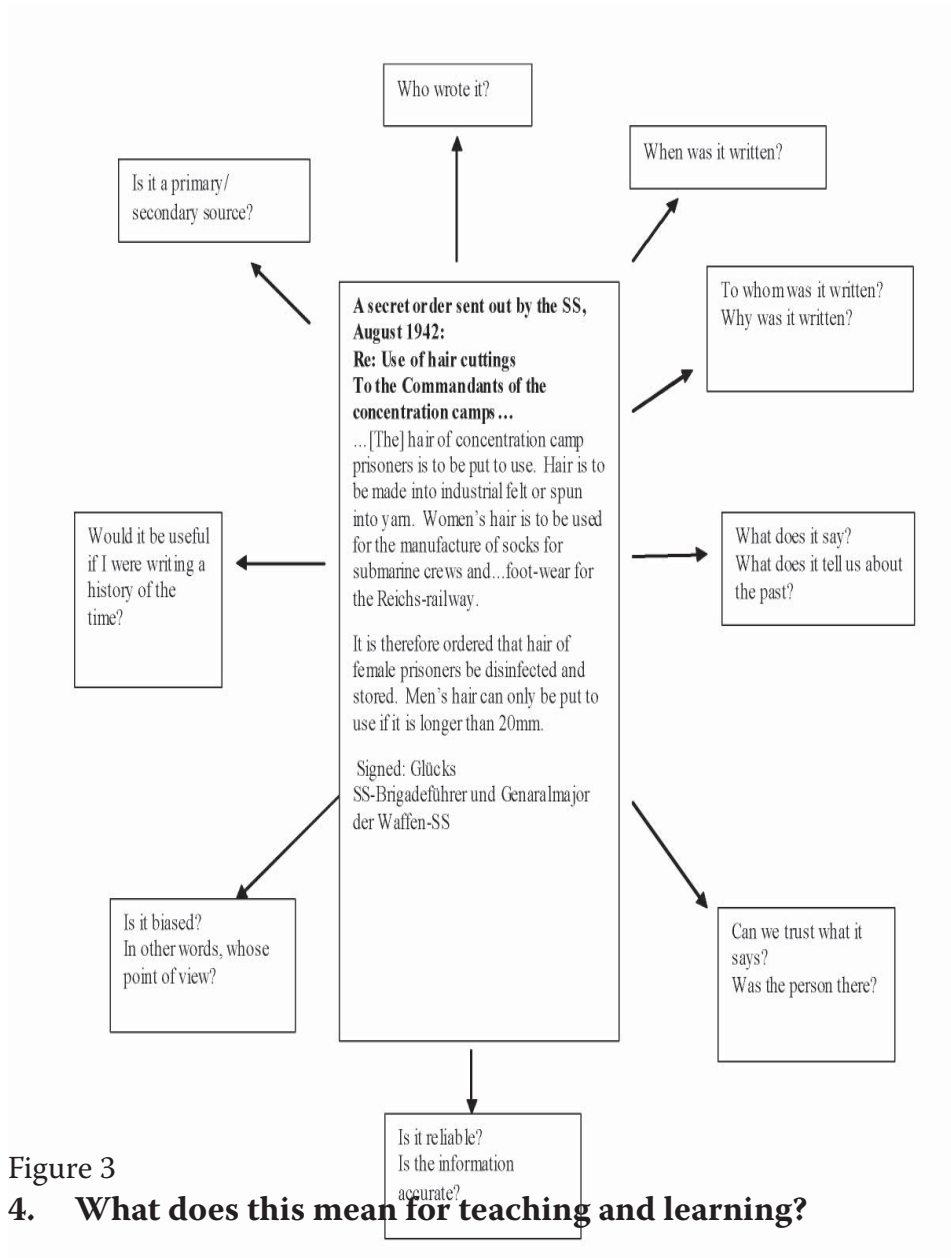 Who wrote it?
When was it written?
Is it a primary/
secondary source?
To whom was it written?
Why was it written?
A secret order sent out by the SS,
August 1942:
Re: Use of hair cuttings
To the Commandants of the
concentration camps…
…[The] hair of concentration camp
prisoners is to be put to use. Hair is to
be made into industrial felt or spun
into yarn. Women's hair is to be used
for the manufacture of socks for
submarine crews and...foot-wear for
the Reichs-railway.
It is therefore ordered that hair of
female prisoners be disinfected and
stored. Men's hair can only be put to
use if it is longer than 20mm.
Signed: Glücks
SS-Brigadeführer und Genaralmajor
der Waffen-SS
Would it be useful
if I were writing a
history of the
time?
What does it say?
What does it tell us about
the past?
Is it biased?
In other words, whose
point of view?
Can we trust what it
says?
Was the person there?
Is it reliable?
Is the information
accurate?
Figure 3
4. What does this mean for teaching and learning?